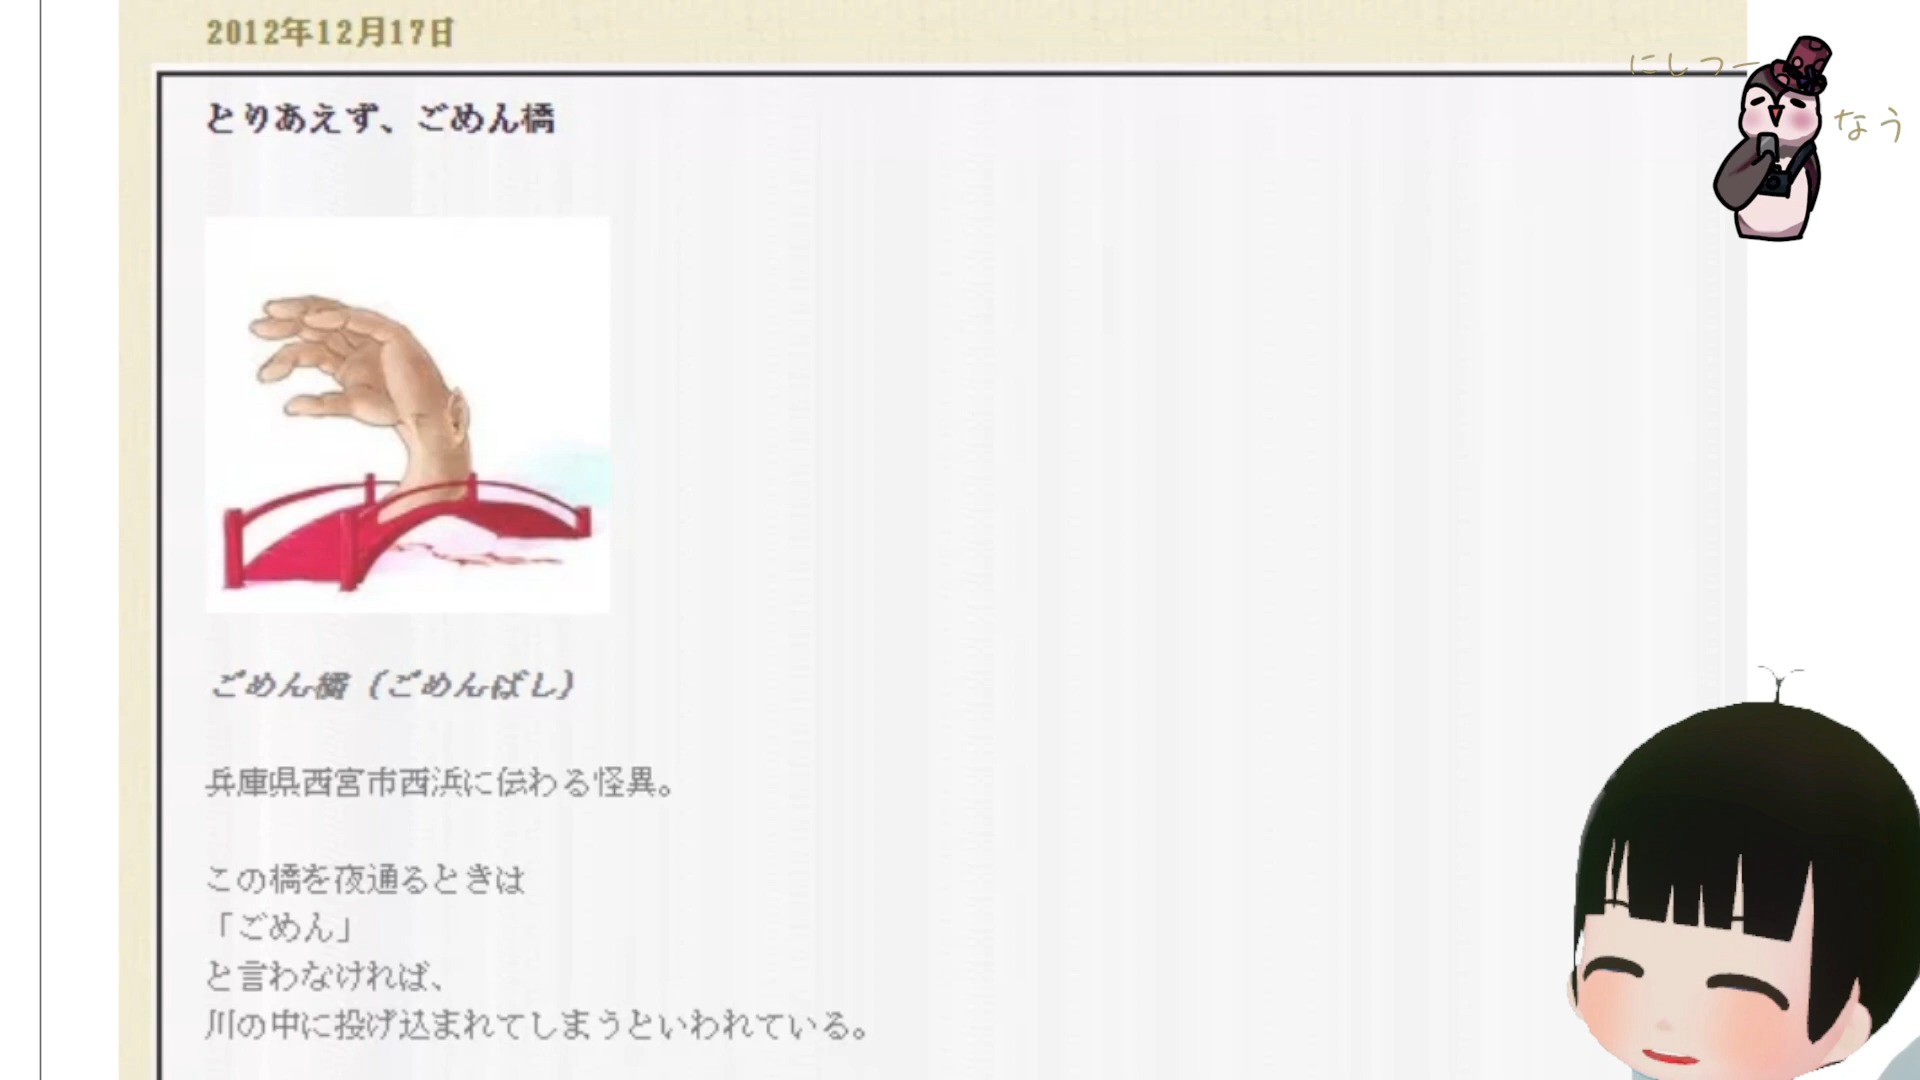 2012年12月17日
にしつー
なう
とりあえず、ごめん橋
ごめん橋（ごめんばし）
兵庫県西宮市西浜に伝わる怪異。
この橋を夜通るときは
「ごめん」
と言わなければ、
川の中に投げ込まれてしまうといわれている。